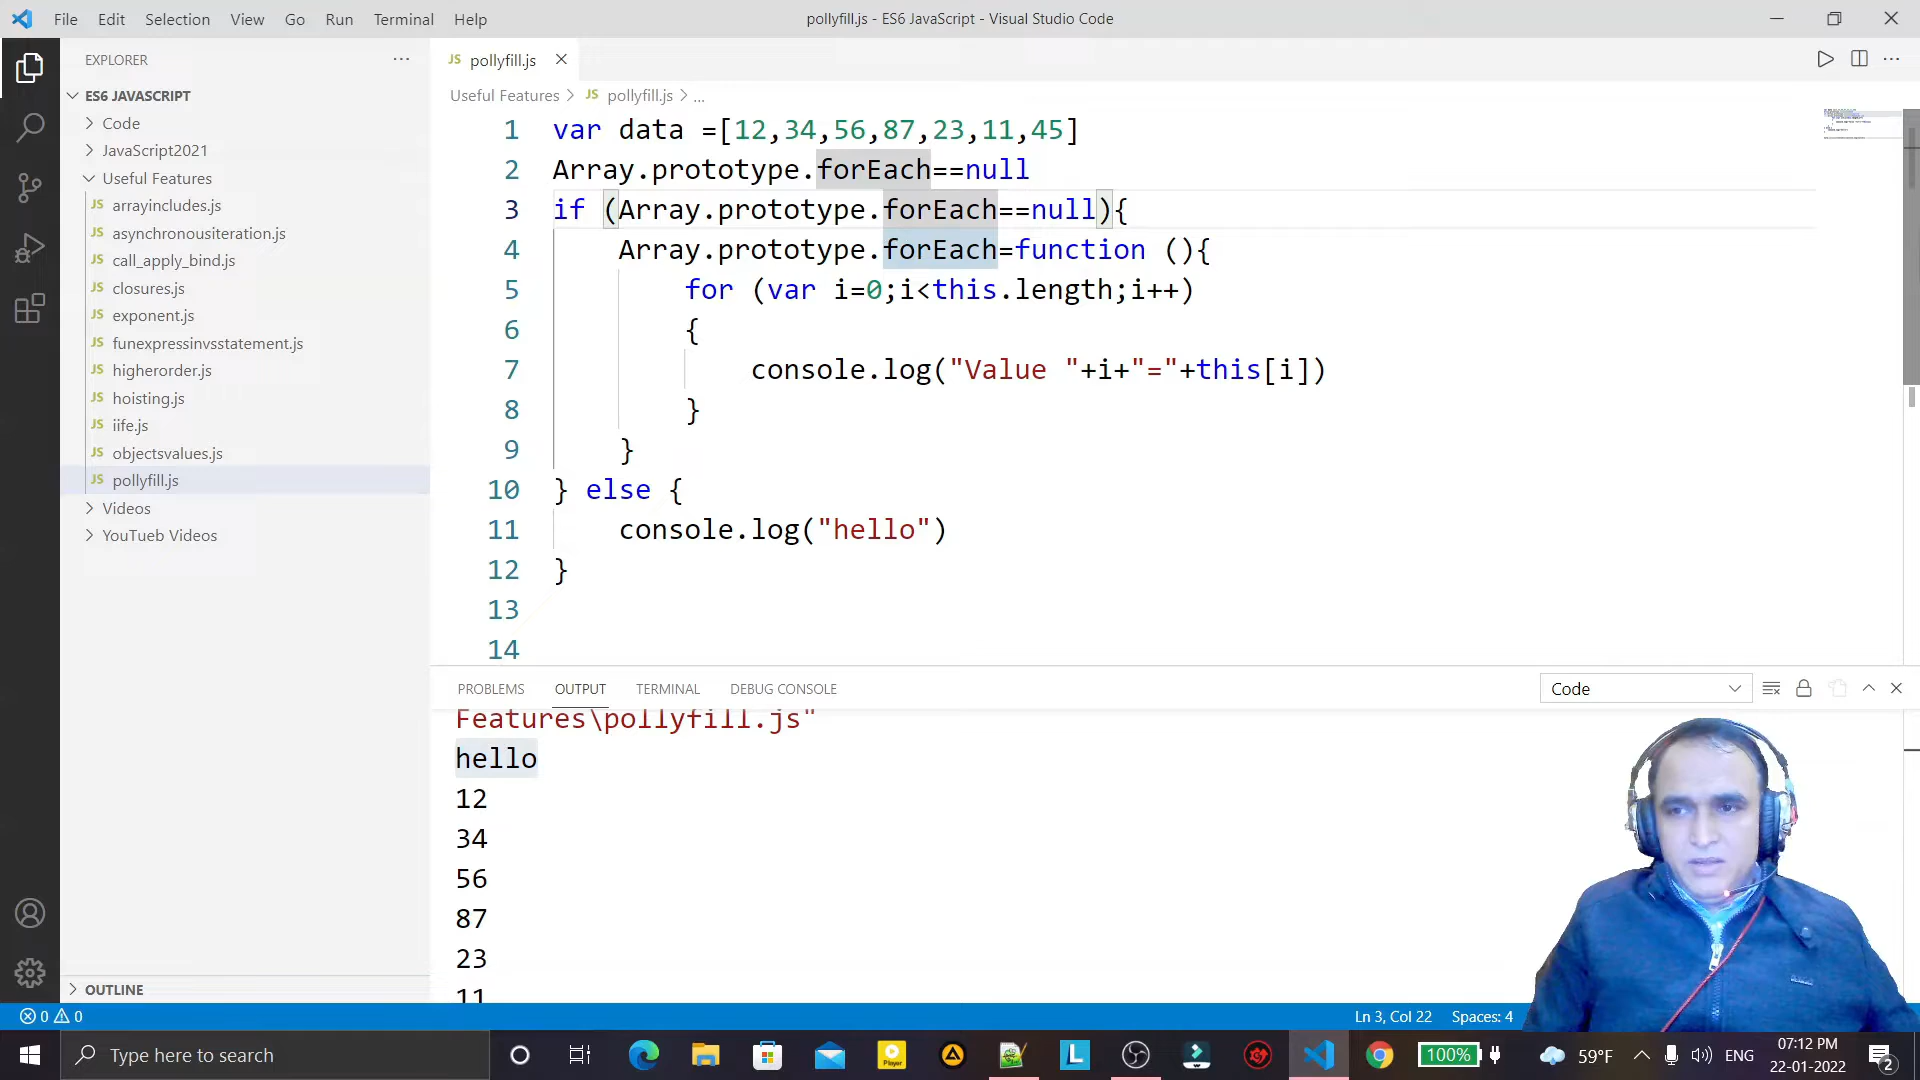 File Edit Selection View Go Run Terminal Help
pollyfill.js - ES6 JavaScript - Visual Studio Code
EXPLORER
ES6 JAVASCRIPT
Code
JavaScript2021
Useful Features
JS arrayincludes.js
JS asynchronousiteration.js
JS call_apply_bind.js
JS closures.js
JS exponent.js
JS funexpressinvsstatement.js
JS higherorder.js
JS hoisting.js
JS iife.js
JS objectsvalues.js
JS pollyfill.js
Videos
YouTueb Videos
OUTLINE
JS pollyfill.js
Useful Features > JS pollyfill.js > ...
1 var data =[12,34,56,87,23,11,45]
2 Array.prototype.forEach==null
3 if (Array.prototype.forEach==null){
4 Array.prototype.forEach=function (){
5 for (var i=0;i<this.length;i++)
6 {
7 console.log("Value "+i+"="+this[i])
8 }
9 }
10 } else {
11 console.log("hello")
12 }
13
14
PROBLEMS OUTPUT TERMINAL DEBUG CONSOLE
Code
Features\pollyfill.js"
hello
12
34
56
87
23
11
0 0
Ln 3, Col 22 Spaces: 4
Type here to search
Player
L
100%
59°F
ENG
07:12 PM
22-01-2022
2